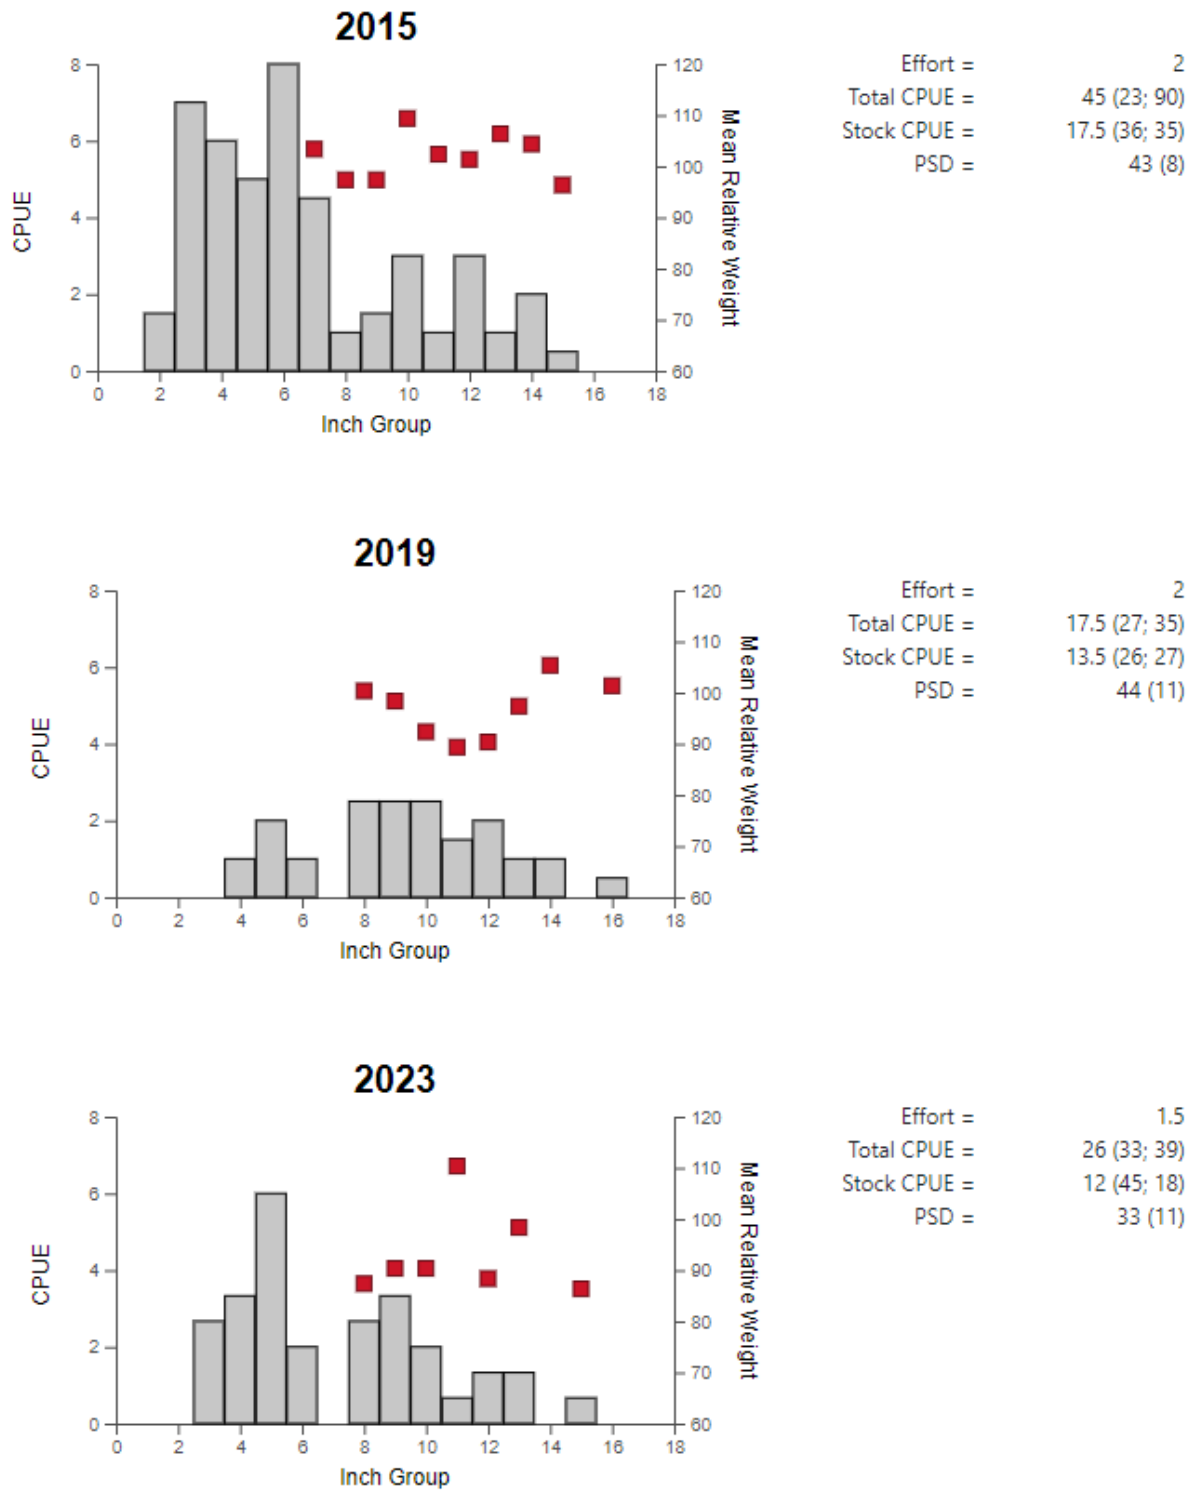 2015
Effort = 2
Total CPUE = 45 (23; 90)
Stock CPUE = 17.5 (36; 35)
PSD = 43 (8)
8
6
4
2
0
CPUE
120
110
100
90
80
70
60
Mean Relative Weight
0 2 4 6 8 10 12 14 16 18
Inch Group
2019
Effort = 2
Total CPUE = 17.5 (27; 35)
Stock CPUE = 13.5 (26; 27)
PSD = 44 (11)
8
6
4
2
0
CPUE
120
110
100
90
80
70
60
Mean Relative Weight
0 2 4 6 8 10 12 14 16 18
Inch Group
2023
Effort = 1.5
Total CPUE = 26 (33; 39)
Stock CPUE = 12 (45; 18)
PSD = 33 (11)
8
6
4
2
0
CPUE
120
110
100
90
80
70
60
Mean Relative Weight
0 2 4 6 8 10 12 14 16 18
Inch Group